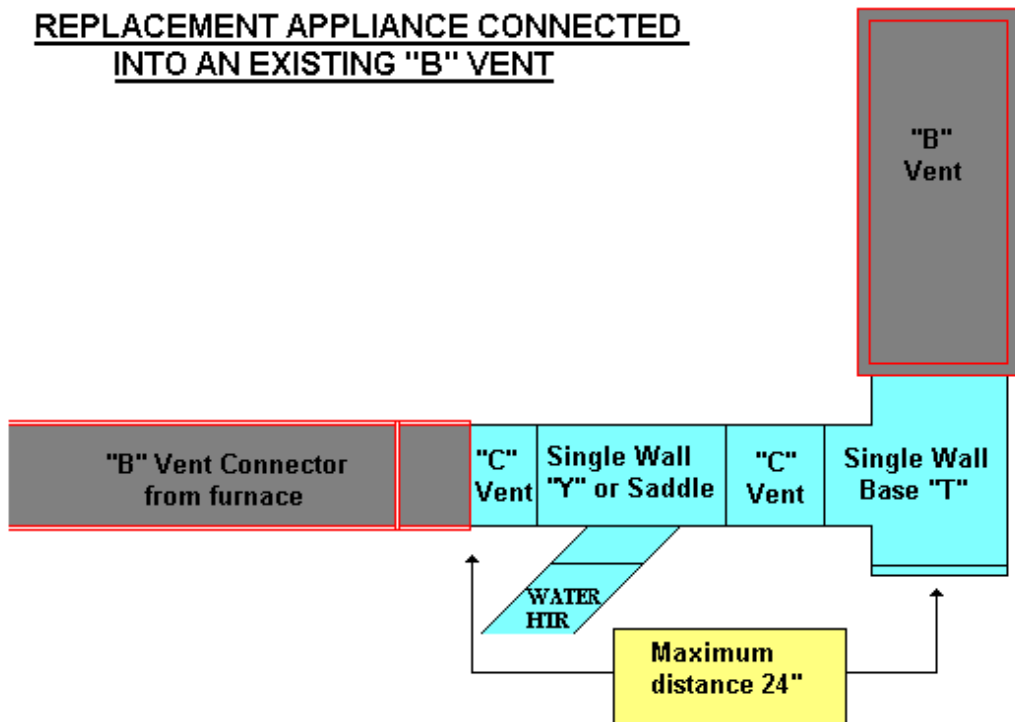 REPLACEMENT APPLIANCE CONNECTED
INTO AN EXISTING "B" VENT
"B"
Vent
"B" Vent Connector
from furnace
"C"
Vent
Single Wall
"Y" or Saddle
"C"
Vent
Single Wall
Base "T"
WATER
HTR
Maximum
distance 24"